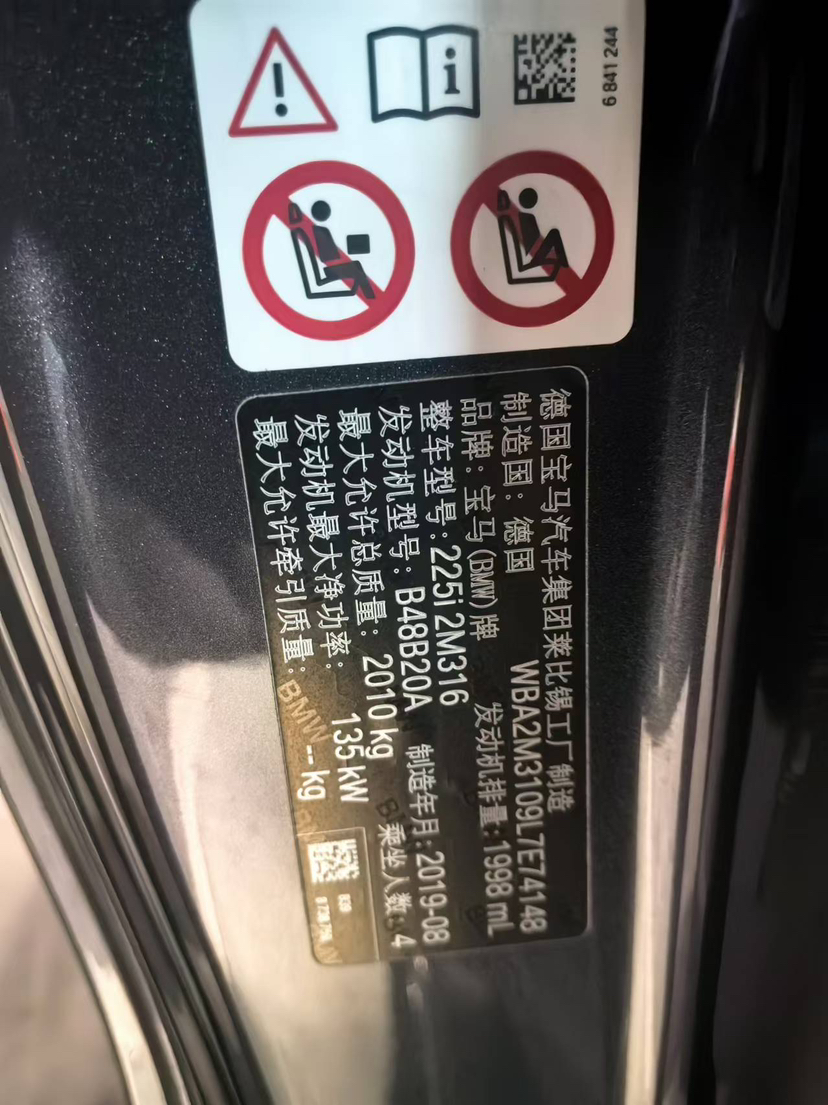 6 841 244
德国宝马汽车集团莱比锡工厂 制造
制造国：德国 WBA2M3109L7E74148
品牌：宝马(BMW)牌 发动机排量:1998 mL
整车型号:225i 2M316
发动机型号: B48B20A 制造年月:2019-08
最大允许总质量: 2010 kg 乘坐人数: 4
发动机最大净功率: 135 kW
最大允许牵引质量: -- kg